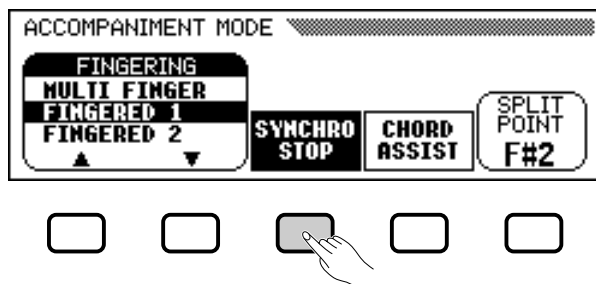 ACCOMPANIMENT MODE
FINGERING
MULTI FINGER
FINGERED 1
FINGERED 2
SYNCHRO
STOP
CHORD
ASSIST
SPLIT
POINT
F#2